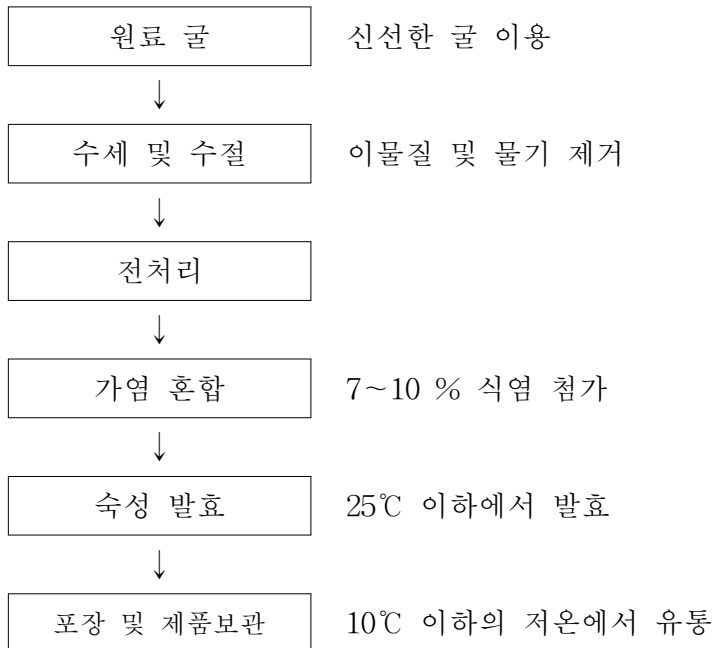 원료 굴 신선한 굴 이용
↓
수세 및 수절 이물질 및 물기 제거
↓
전처리
↓
가염 혼합 7~10 % 식염 첨가
↓
숙성 발효 25℃ 이하에서 발효
↓
포장 및 제품보관 10℃ 이하의 저온에서 유통